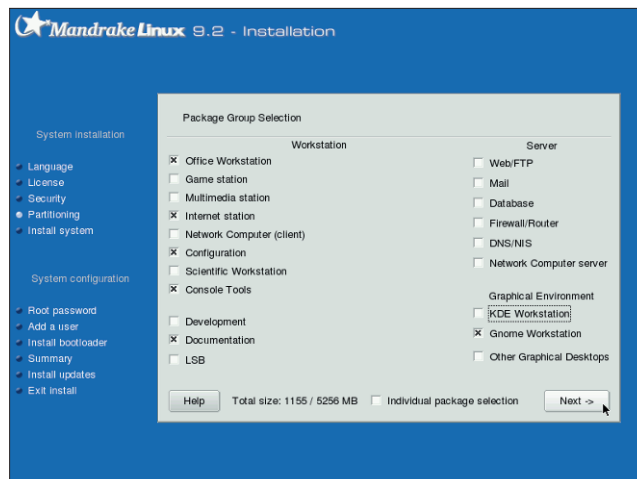 Mandrake Linux 9.2 - Installation
System installation
Language
License
Security
Partitioning
Install system
System configuration
Root password
Add a user
Install bootloader
Summary
Install updates
Exit install
Package Group Selection
Workstation
Office Workstation
Game station
Multimedia station
Internet station
Network Computer (client)
Configuration
Scientific Workstation
Console Tools
Development
Documentation
LSB
Server
Web/FTP
Mail
Database
Firewall/Router
DNS/NIS
Network Computer server
Graphical Environment
KDE Workstation
Gnome Workstation
Other Graphical Desktops
Help
Total size: 1155 / 5256 MB
Individual package selection
Next ->